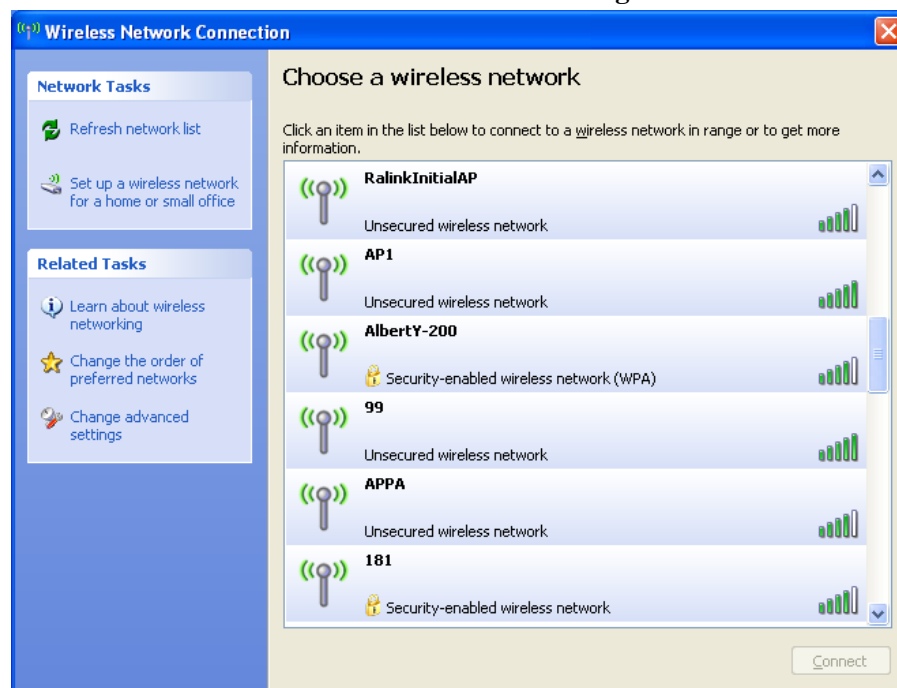 Wireless Network Connection
Network Tasks
Refresh network list
Set up a wireless network
for a home or small office
Related Tasks
Learn about wireless
networking
Change the order of
preferred networks
Change advanced
settings
Choose a wireless network
Click an item in the list below to connect to a wireless network in range or to get more
information.
RalinkInitialAP
Unsecured wireless network
AP1
Unsecured wireless network
AlbertY-200
Security-enabled wireless network (WPA)
99
Unsecured wireless network
APPA
Unsecured wireless network
181
Security-enabled wireless network
Connect